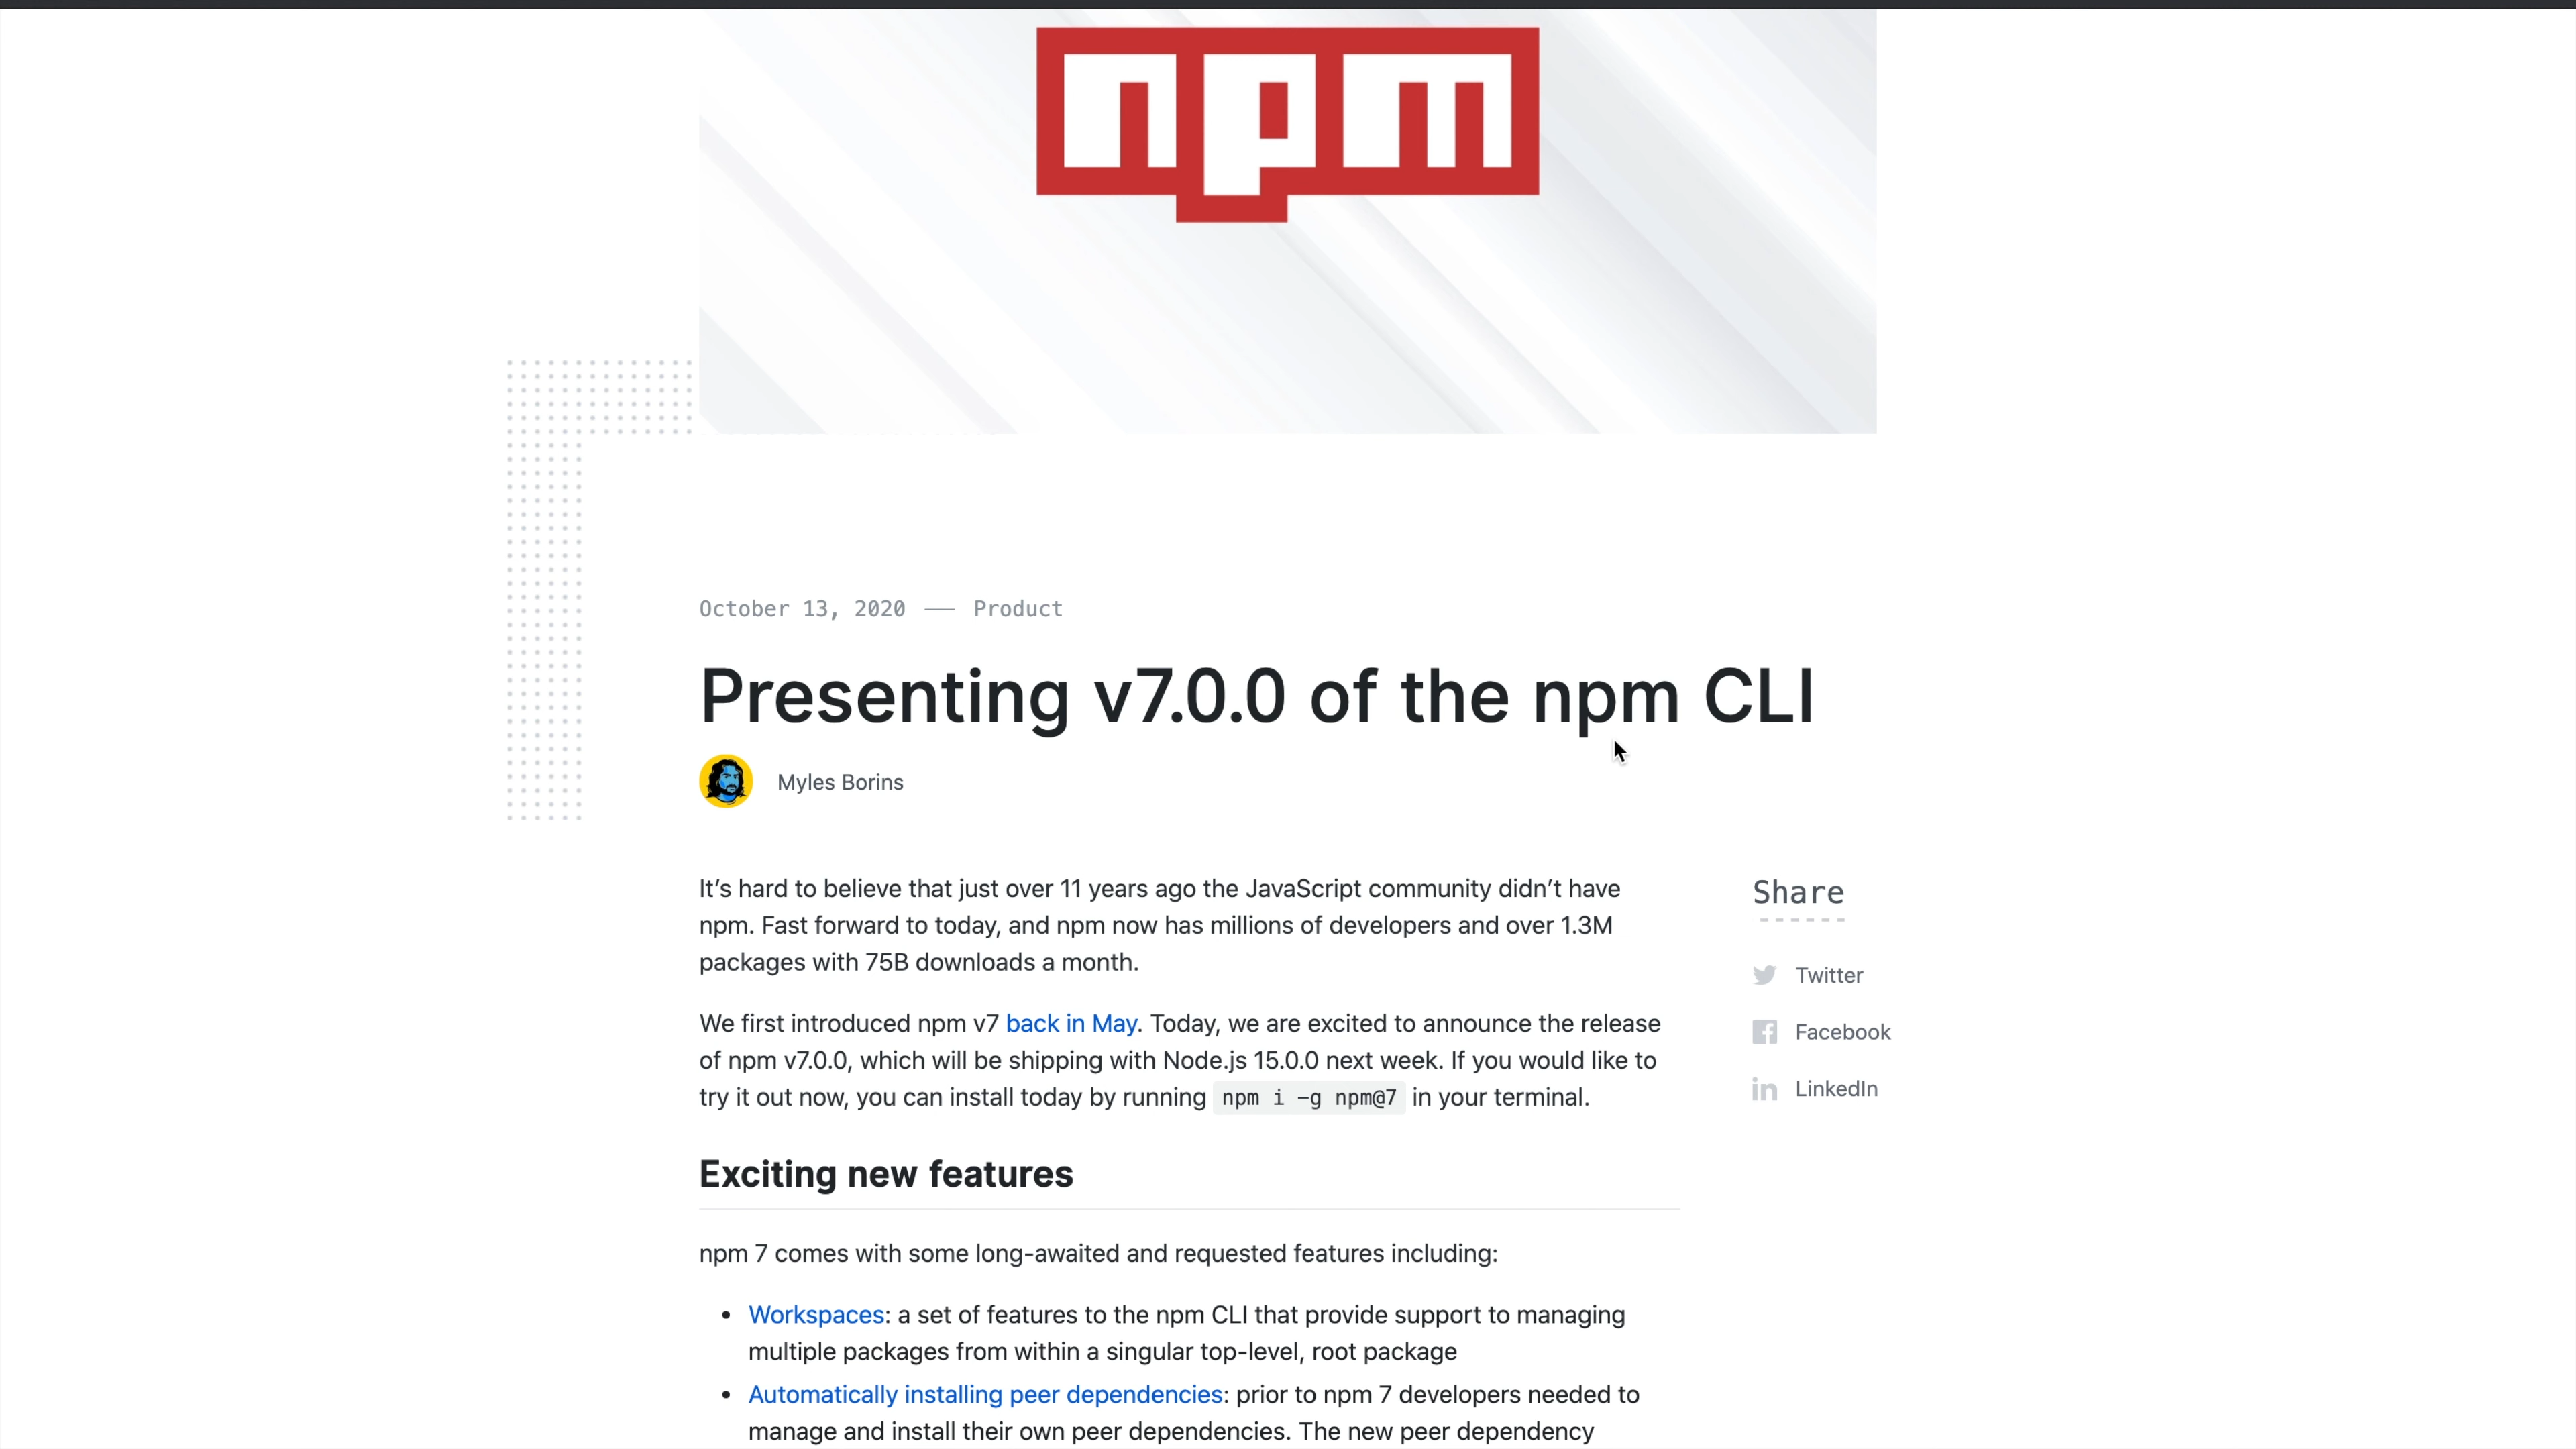 npm
October 13, 2020 — Product
Presenting v7.0.0 of the npm CLI
Myles Borins
It’s hard to believe that just over 11 years ago the JavaScript community didn’t have
npm. Fast forward to today, and npm now has millions of developers and over 1.3M
packages with 75B downloads a month.
We first introduced npm v7 back in May. Today, we are excited to announce the release
of npm v7.0.0, which will be shipping with Node.js 15.0.0 next week. If you would like to
try it out now, you can install today by running npm i -g npm@7 in your terminal.
Share
Twitter
Facebook
LinkedIn
Exciting new features
npm 7 comes with some long-awaited and requested features including:
• Workspaces: a set of features to the npm CLI that provide support to managing
multiple packages from within a singular top-level, root package
• Automatically installing peer dependencies: prior to npm 7 developers needed to
manage and install their own peer dependencies. The new peer dependency